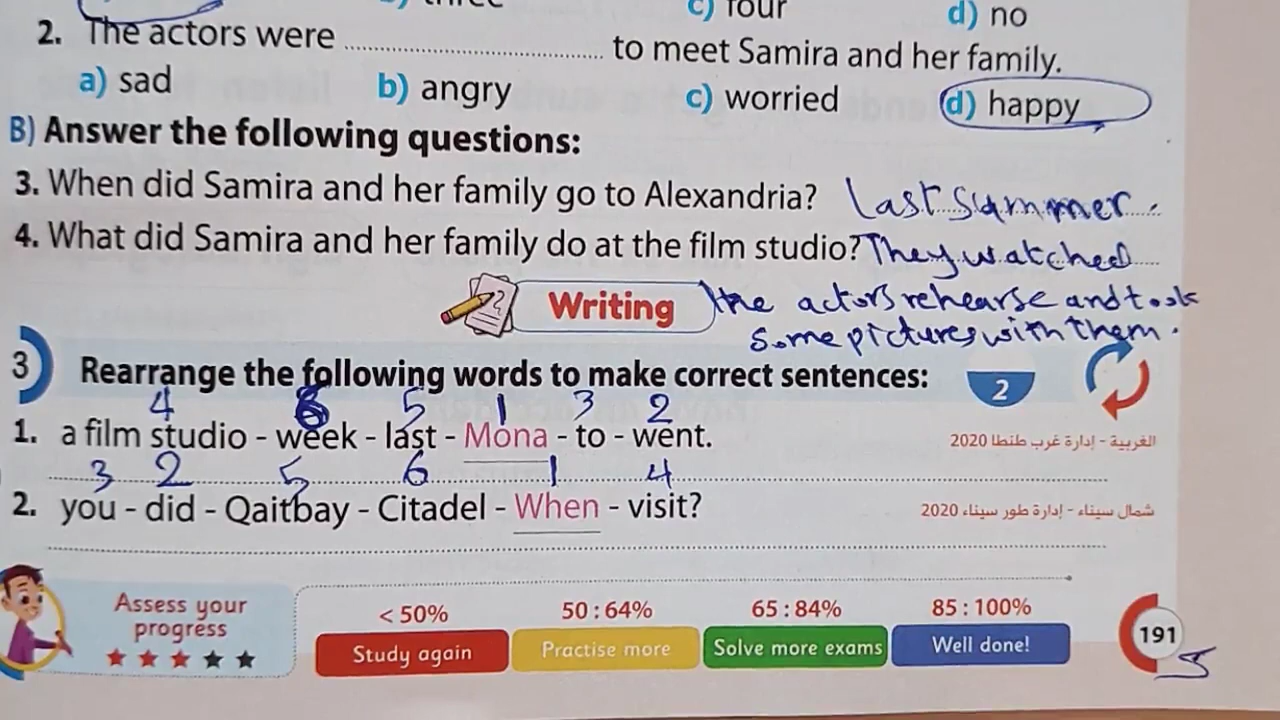 b) three c) four d) no
2. The actors were ........ to meet Samira and her family.
a) sad b) angry c) worried d) happy
B) Answer the following questions:
3. When did Samira and her family go to Alexandria? Last summer.
4. What did Samira and her family do at the film studio? They watched
the actors rehearse and took
some pictures with them.
Writing
3 Rearrange the following words to make correct sentences: 2
4 6 5 1 3 2
1. a film studio - week - last - Mona - to - went. الغربية - إدارة غرب طنطا 2020
3 2 5 6 1 4
2. you - did - Qaitbay - Citadel - When - visit? شمال سيناء - إدارة طور سيناء 2020
Assess your
progress
< 50% 50 : 64% 65 : 84% 85 : 100%
Study again Practise more Solve more exams Well done!
191